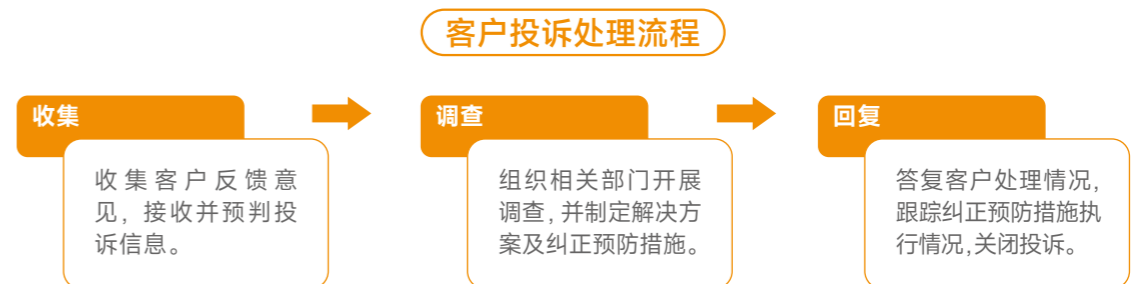 客户投诉处理流程
收集
收集客户反馈意
见，接收并预判投
诉信息。
调查
组织相关部门开展
调查，并制定解决方
案及纠正预防措施。
回复
答复客户处理情况，
跟踪纠正预防措施执
行情况，关闭投诉。